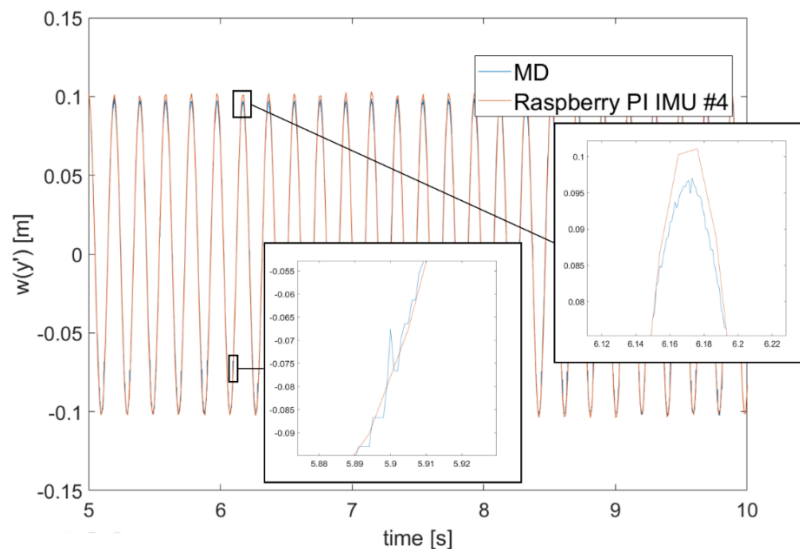 0.15
0.1
0.05
0
-0.05
-0.1
-0.15
w(y') [m]
MD
Raspberry PI IMU #4
0.1
0.095
0.09
0.085
0.08
6.12 6.14 6.16 6.18 6.2 6.22
-0.055
-0.06
-0.065
-0.07
-0.075
-0.08
-0.085
-0.09
5.88 5.89 5.9 5.91 5.92
5 6 7 8 9 10
time [s]